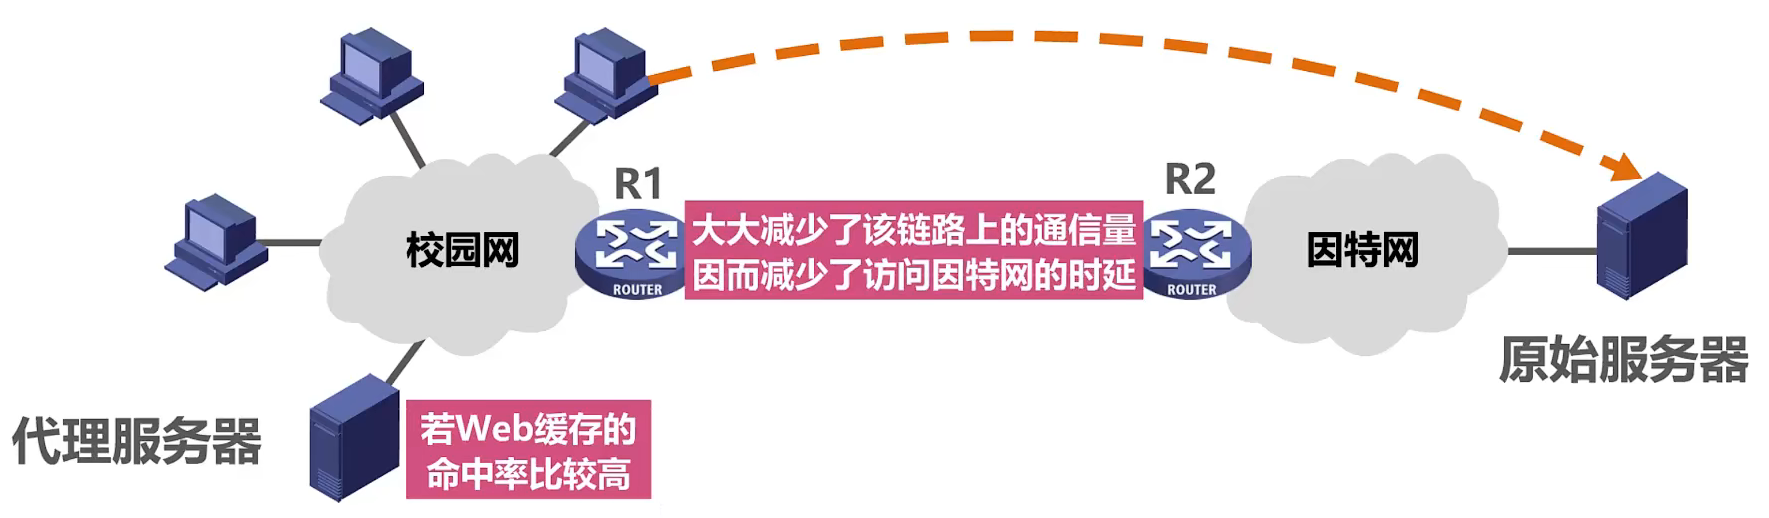 R1
R2
大大减少了该链路上的通信量
因而减少了访问因特网的时延
校园网
因特网
ROUTER
ROUTER
原始服务器
代理服务器
若Web缓存的
命中率比较高